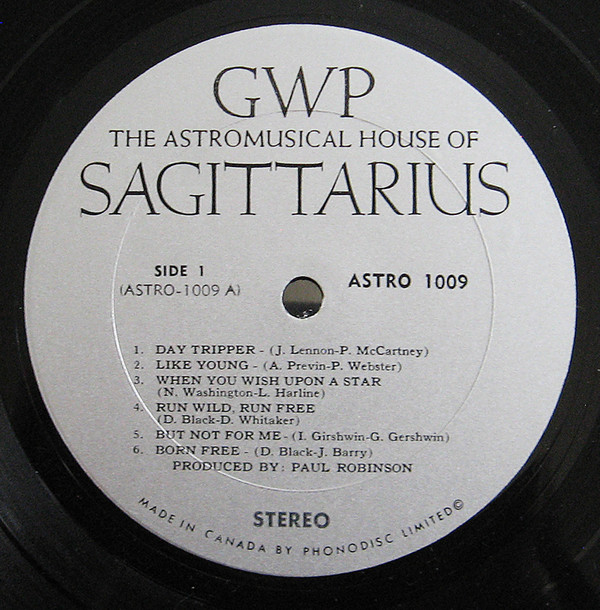 GWP
THE ASTROMUSICAL HOUSE OF
SAGITTARIUS
SIDE 1
(ASTRO-1009 A)
ASTRO 1009
1. DAY TRIPPER - (J. Lennon-P. McCartney)
2. LIKE YOUNG - (A. Previn-P. Webster)
3. WHEN YOU WISH UPON A STAR
(N. Washington-L. Harline)
4. RUN WILD, RUN FREE
(D. Black-D. Whitaker)
5. BUT NOT FOR ME - (I. Girshwin-G. Gershwin)
6. BORN FREE - (D. Black-J. Barry)
PRODUCED BY: PAUL ROBINSON
STEREO
MADE IN CANADA BY PHONODISC LIMITED©